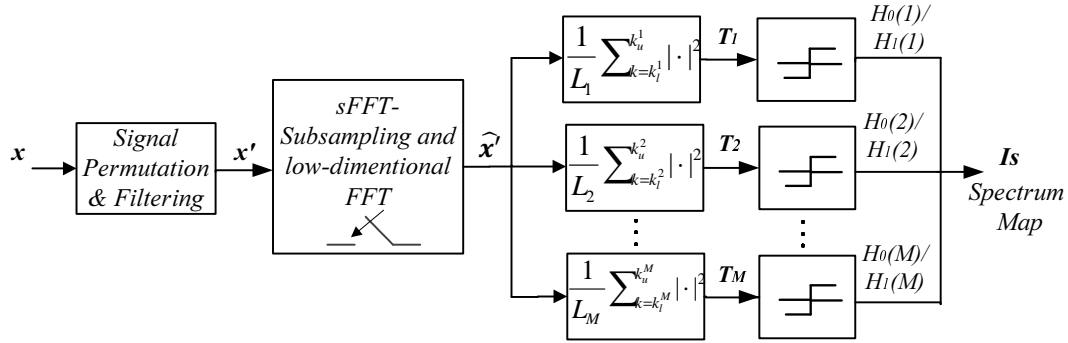 x
Signal
Permutation
& Filtering
x'
sFFT-
Subsampling and
low-dimentional
FFT
x̂'
1/L₁ ∑_{k=k_l^1}^{k_u^1} |·|²
T₁
H₀(1)/
H₁(1)
1/L₂ ∑_{k=k_l^2}^{k_u^2} |·|²
T₂
H₀(2)/
H₁(2)
1/L_M ∑_{k=k_l^M}^{k_u^M} |·|²
T_M
H₀(M)/
H₁(M)
Is
Spectrum
Map